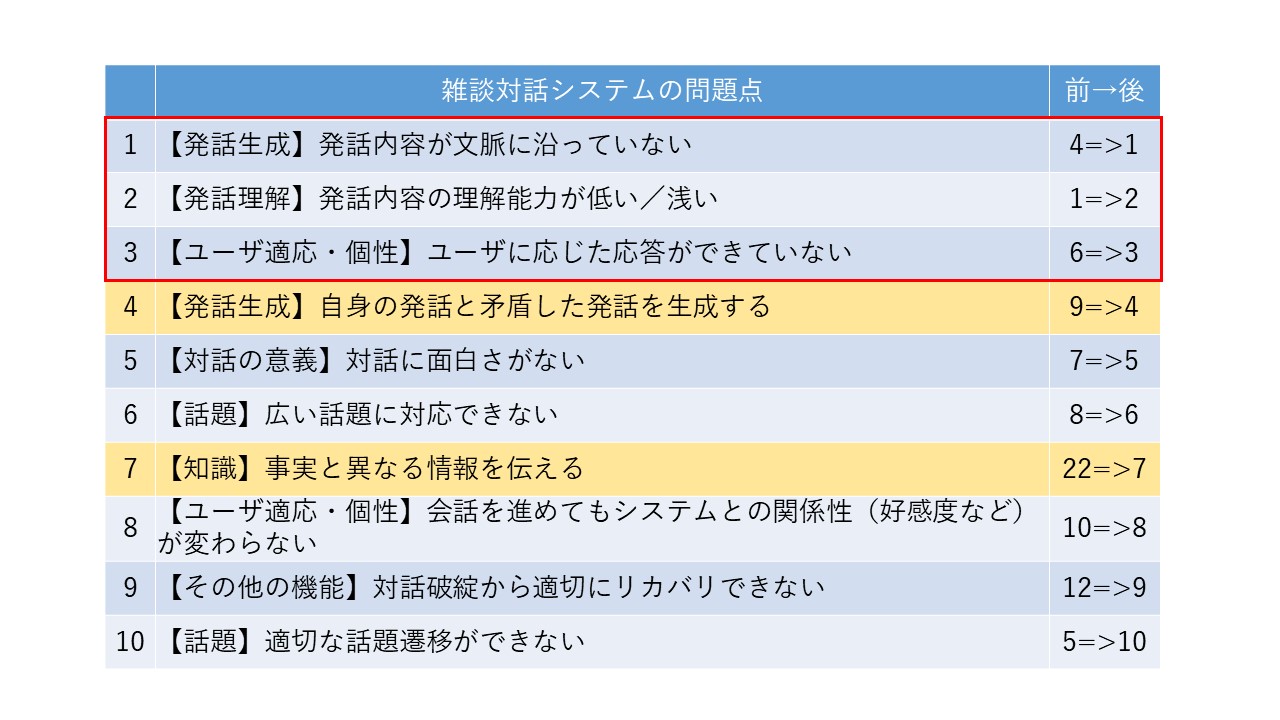 雑談対話システムの問題点 前→後
1 【発話生成】発話内容が文脈に沿っていない 4=>1
2 【発話理解】発話内容の理解能力が低い／浅い 1=>2
3 【ユーザ適応・個性】ユーザに応じた応答ができていない 6=>3
4 【発話生成】自身の発話と矛盾した発話を生成する 9=>4
5 【対話の意義】対話に面白さがない 7=>5
6 【話題】広い話題に対応できない 8=>6
7 【知識】事実と異なる情報を伝える 22=>7
8 【ユーザ適応・個性】会話を進めてもシステムとの関係性（好感度など）
が変わらない 10=>8
9 【その他の機能】対話破綻から適切にリカバリできない 12=>9
10 【話題】適切な話題遷移ができない 5=>10